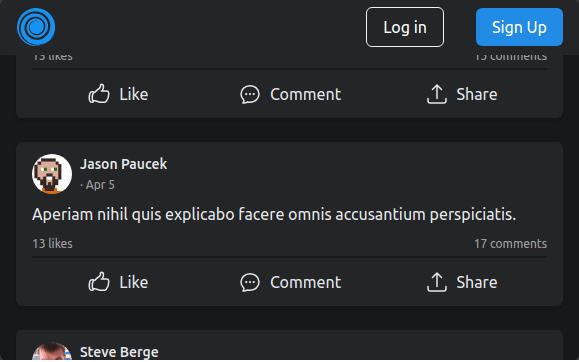 Log in
Sign Up
13 likes
15 comments
Like
Comment
Share
Jason Paucek
· Apr 5
Aperiam nihil quis explicabo facere omnis accusantium perspiciatis.
13 likes
17 comments
Like
Comment
Share
Steve Berge